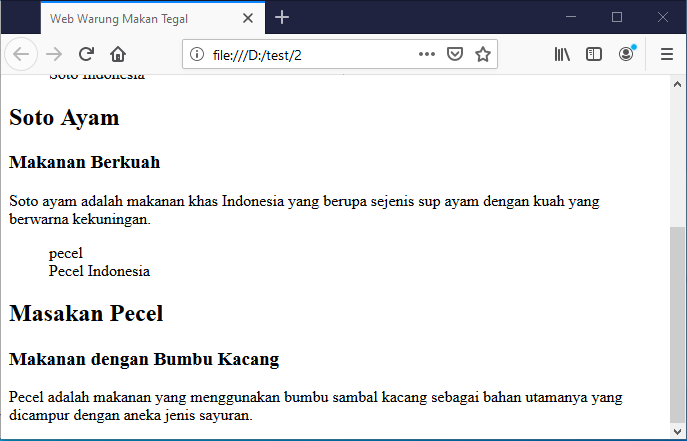 Web Warung Makan Tegal
file:///D:/test/2
Soto Indonesia
Soto Ayam
Makanan Berkuah
Soto ayam adalah makanan khas Indonesia yang berupa sejenis sup ayam dengan kuah yang
berwarna kekuningan.
pecel
Pecel Indonesia
Masakan Pecel
Makanan dengan Bumbu Kacang
Pecel adalah makanan yang menggunakan bumbu sambal kacang sebagai bahan utamanya yang
dicampur dengan aneka jenis sayuran.